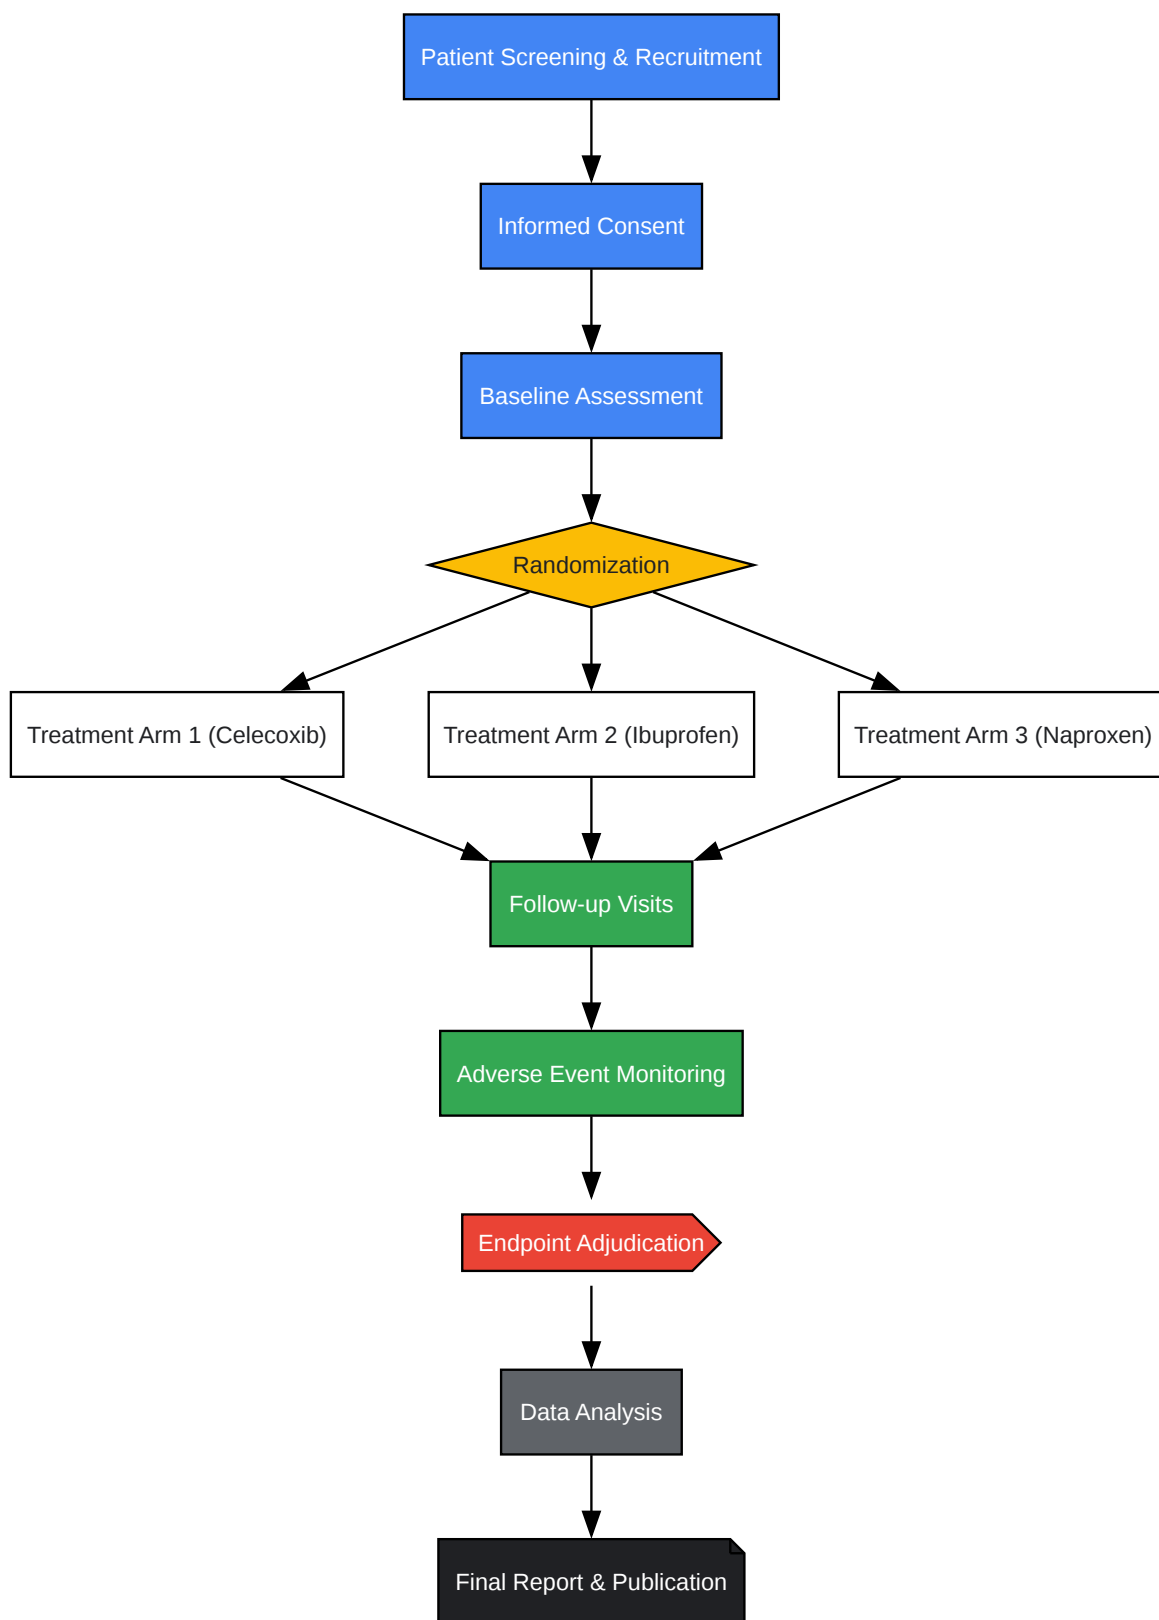 Patient Screening & Recruitment
Informed Consent
Baseline Assessment
Randomization
Treatment Arm 1 (Celecoxib)
Treatment Arm 2 (Ibuprofen)
Treatment Arm 3 (Naproxen)
Follow-up Visits
Adverse Event Monitoring
Endpoint Adjudication
Data Analysis
Final Report & Publication